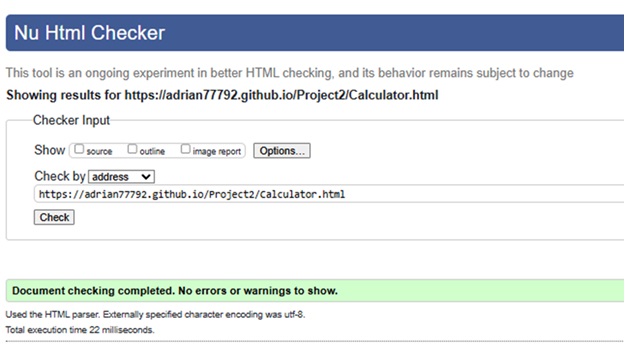 Nu Html Checker
This tool is an ongoing experiment in better HTML checking, and its behavior remains subject to change
Showing results for https://adrian77792.github.io/Project2/Calculator.html
Checker Input
Show source outline image report Options...
Check by address
https://adrian77792.github.io/Project2/Calculator.html
Check
Document checking completed. No errors or warnings to show.
Used the HTML parser. Externally specified character encoding was utf-8.
Total execution time 22 milliseconds.